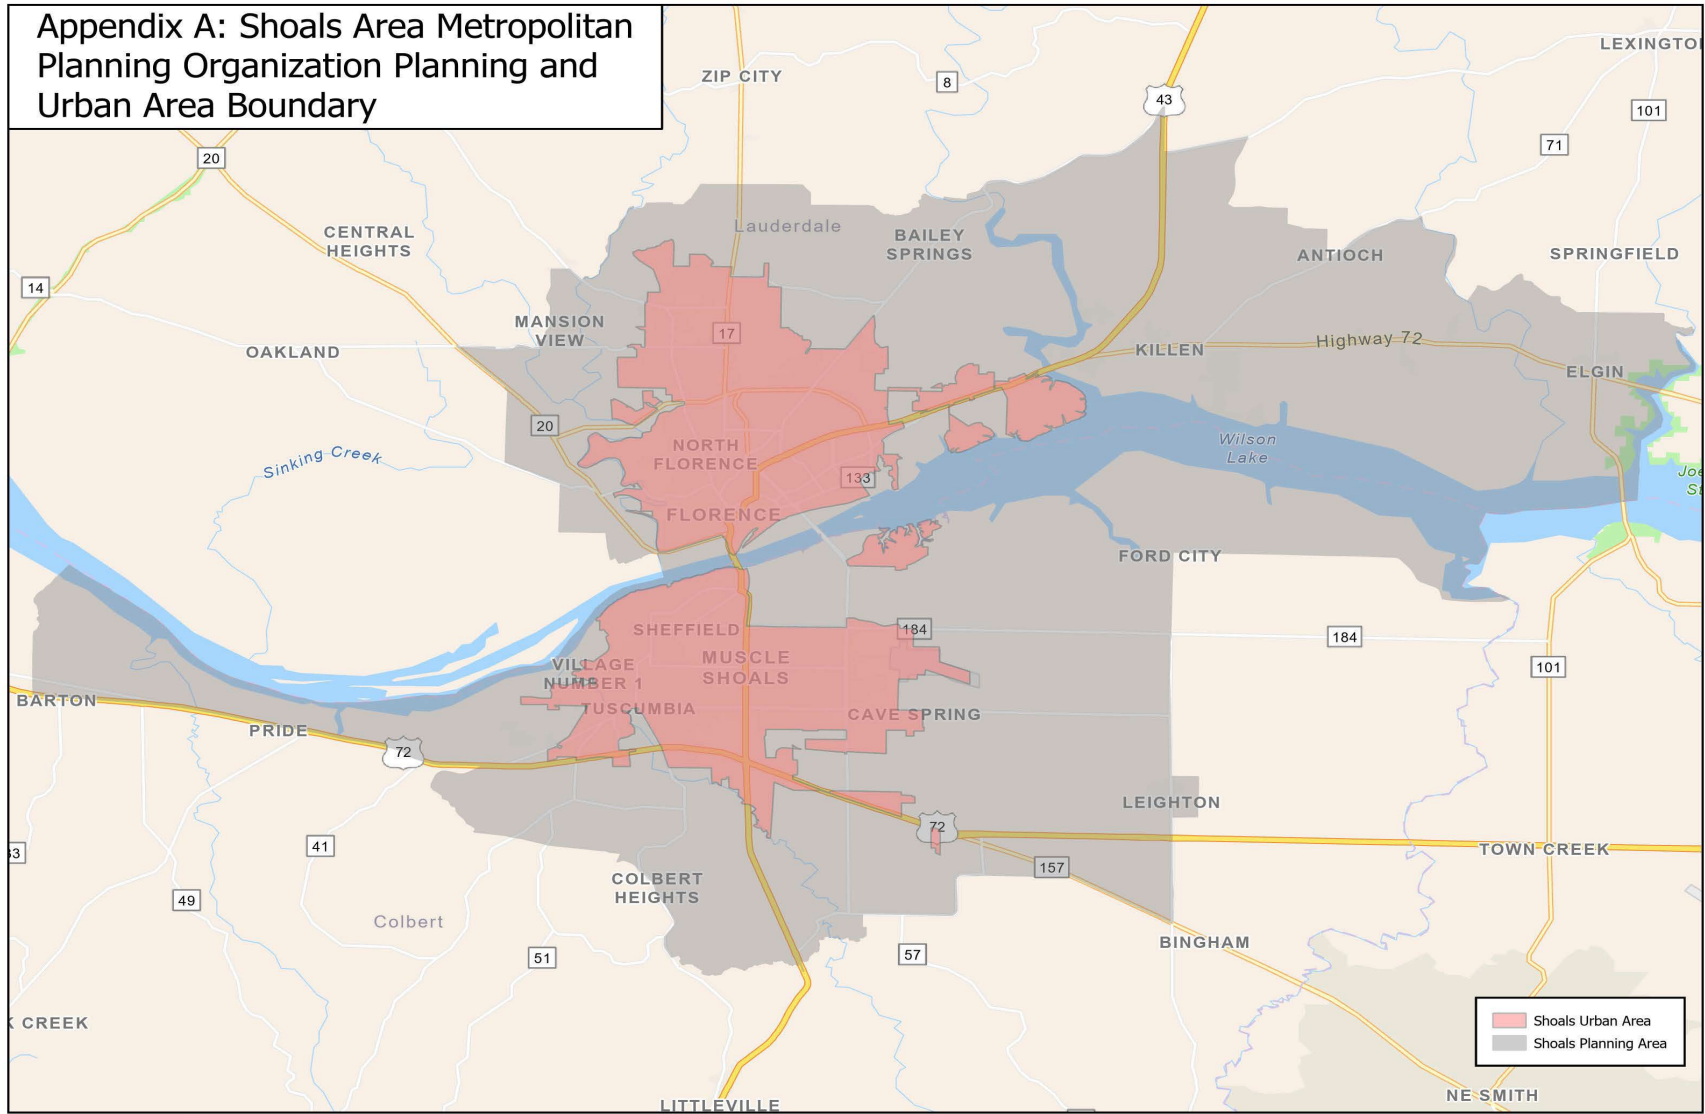 Appendix A: Shoals Area Metropolitan
Planning Organization Planning and
Urban Area Boundary
ZIP CITY
8
43
LEXINGTO
101
71
20
Lauderdale
CENTRAL
HEIGHTS
BAILEY
SPRINGS
ANTIOCH
SPRINGFIELD
14
MANSION
VIEW
17
OAKLAND
KILLEN
Highway 72
ELGIN
20
NORTH
FLORENCE
Wilson
Lake
Sinking Creek
133
Joe
FLORENCE
FORD CITY
SHEFFIELD
184
184
MUSCLE
SHOALS
VILLAGE
NUMBER 1
101
BARTON
TUSCUMBIA
CAVE SPRING
PRIDE
72
LEIGHTON
72
41
TOWN CREEK
157
COLBERT
HEIGHTS
49
Colbert
BINGHAM
51
57
CREEK
Shoals Urban Area
Shoals Planning Area
NE SMITH
LITTLEVILLE